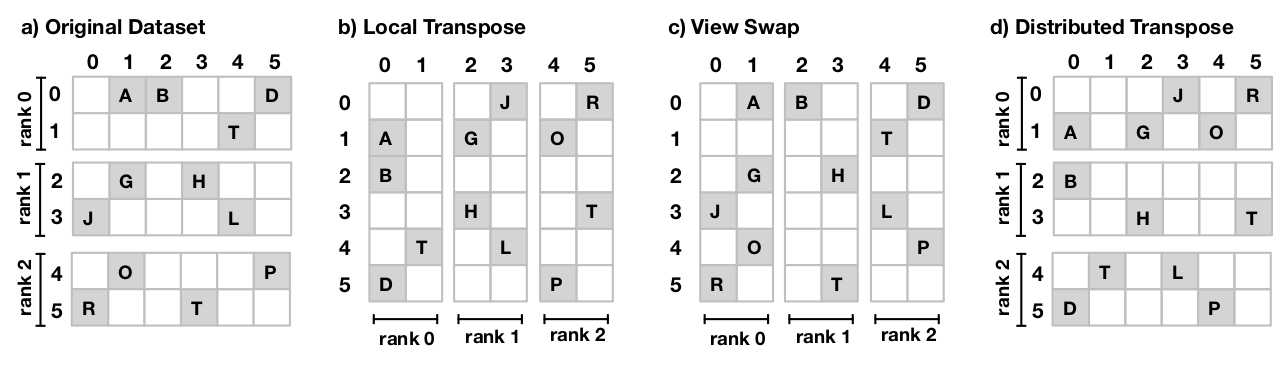 a) Original Dataset
0 1 2 3 4 5
rank 0
0 A B D
1 T
rank 1
2 G H
3 J L
rank 2
4 O P
5 R T
b) Local Transpose
0 1 2 3 4 5
0 J R
1 A G O
2 B
3 H T
4 T L
5 D P
rank 0 rank 1 rank 2
c) View Swap
0 1 2 3 4 5
0 A B D
1 T
2 G H
3 J L
4 O P
5 R T
rank 0 rank 1 rank 2
d) Distributed Transpose
0 1 2 3 4 5
rank 0
0 J R
1 A G O
rank 1
2 B
3 H T
rank 2
4 T L
5 D P